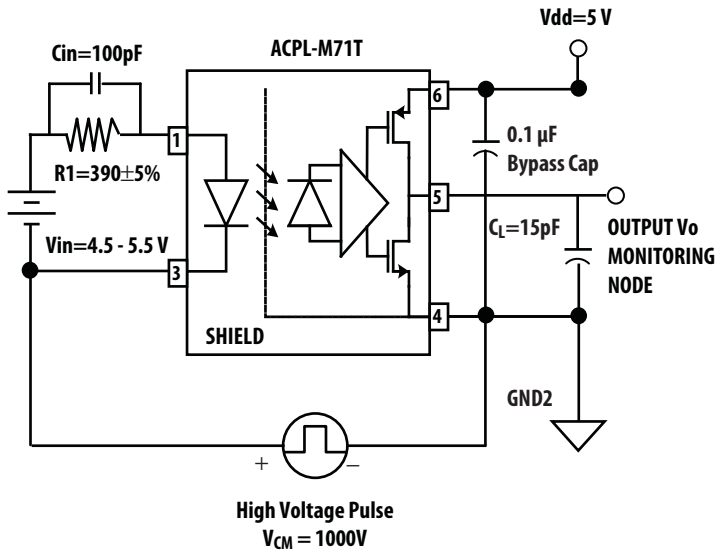 Vdd=5 V
Cin=100pF
ACPL-M71T
6
1
0.1 µF
Bypass Cap
R1=390±5%
5
CL=15pF
OUTPUT Vo
MONITORING
NODE
Vin=4.5 - 5.5 V
3
4
SHIELD
GND2
+
−
High Voltage Pulse
VCM = 1000V